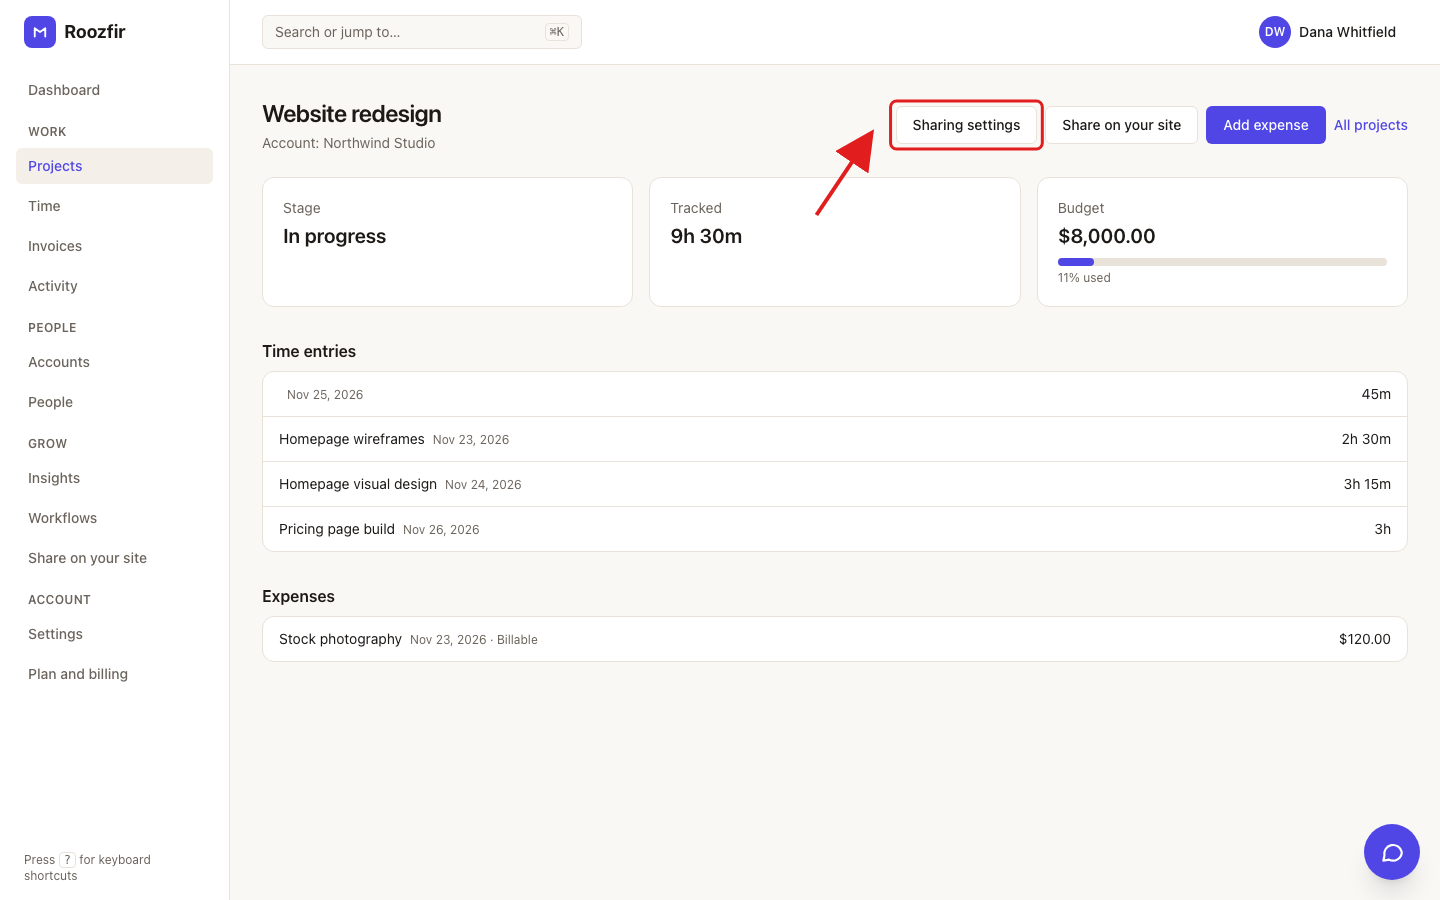 Roozfir
Search or jump to... ⌘K
DW Dana Whitfield
Dashboard
WORK
Projects
Time
Invoices
Activity
PEOPLE
Accounts
People
GROW
Insights
Workflows
Share on your site
ACCOUNT
Settings
Plan and billing
Press ? for keyboard
shortcuts
Website redesign
Account: Northwind Studio
Sharing settings Share on your site Add expense All projects
Stage
In progress
Tracked
9h 30m
Budget
$8,000.00
11% used
Time entries
Nov 25, 2026 45m
Homepage wireframes Nov 23, 2026 2h 30m
Homepage visual design Nov 24, 2026 3h 15m
Pricing page build Nov 26, 2026 3h
Expenses
Stock photography Nov 23, 2026 · Billable $120.00